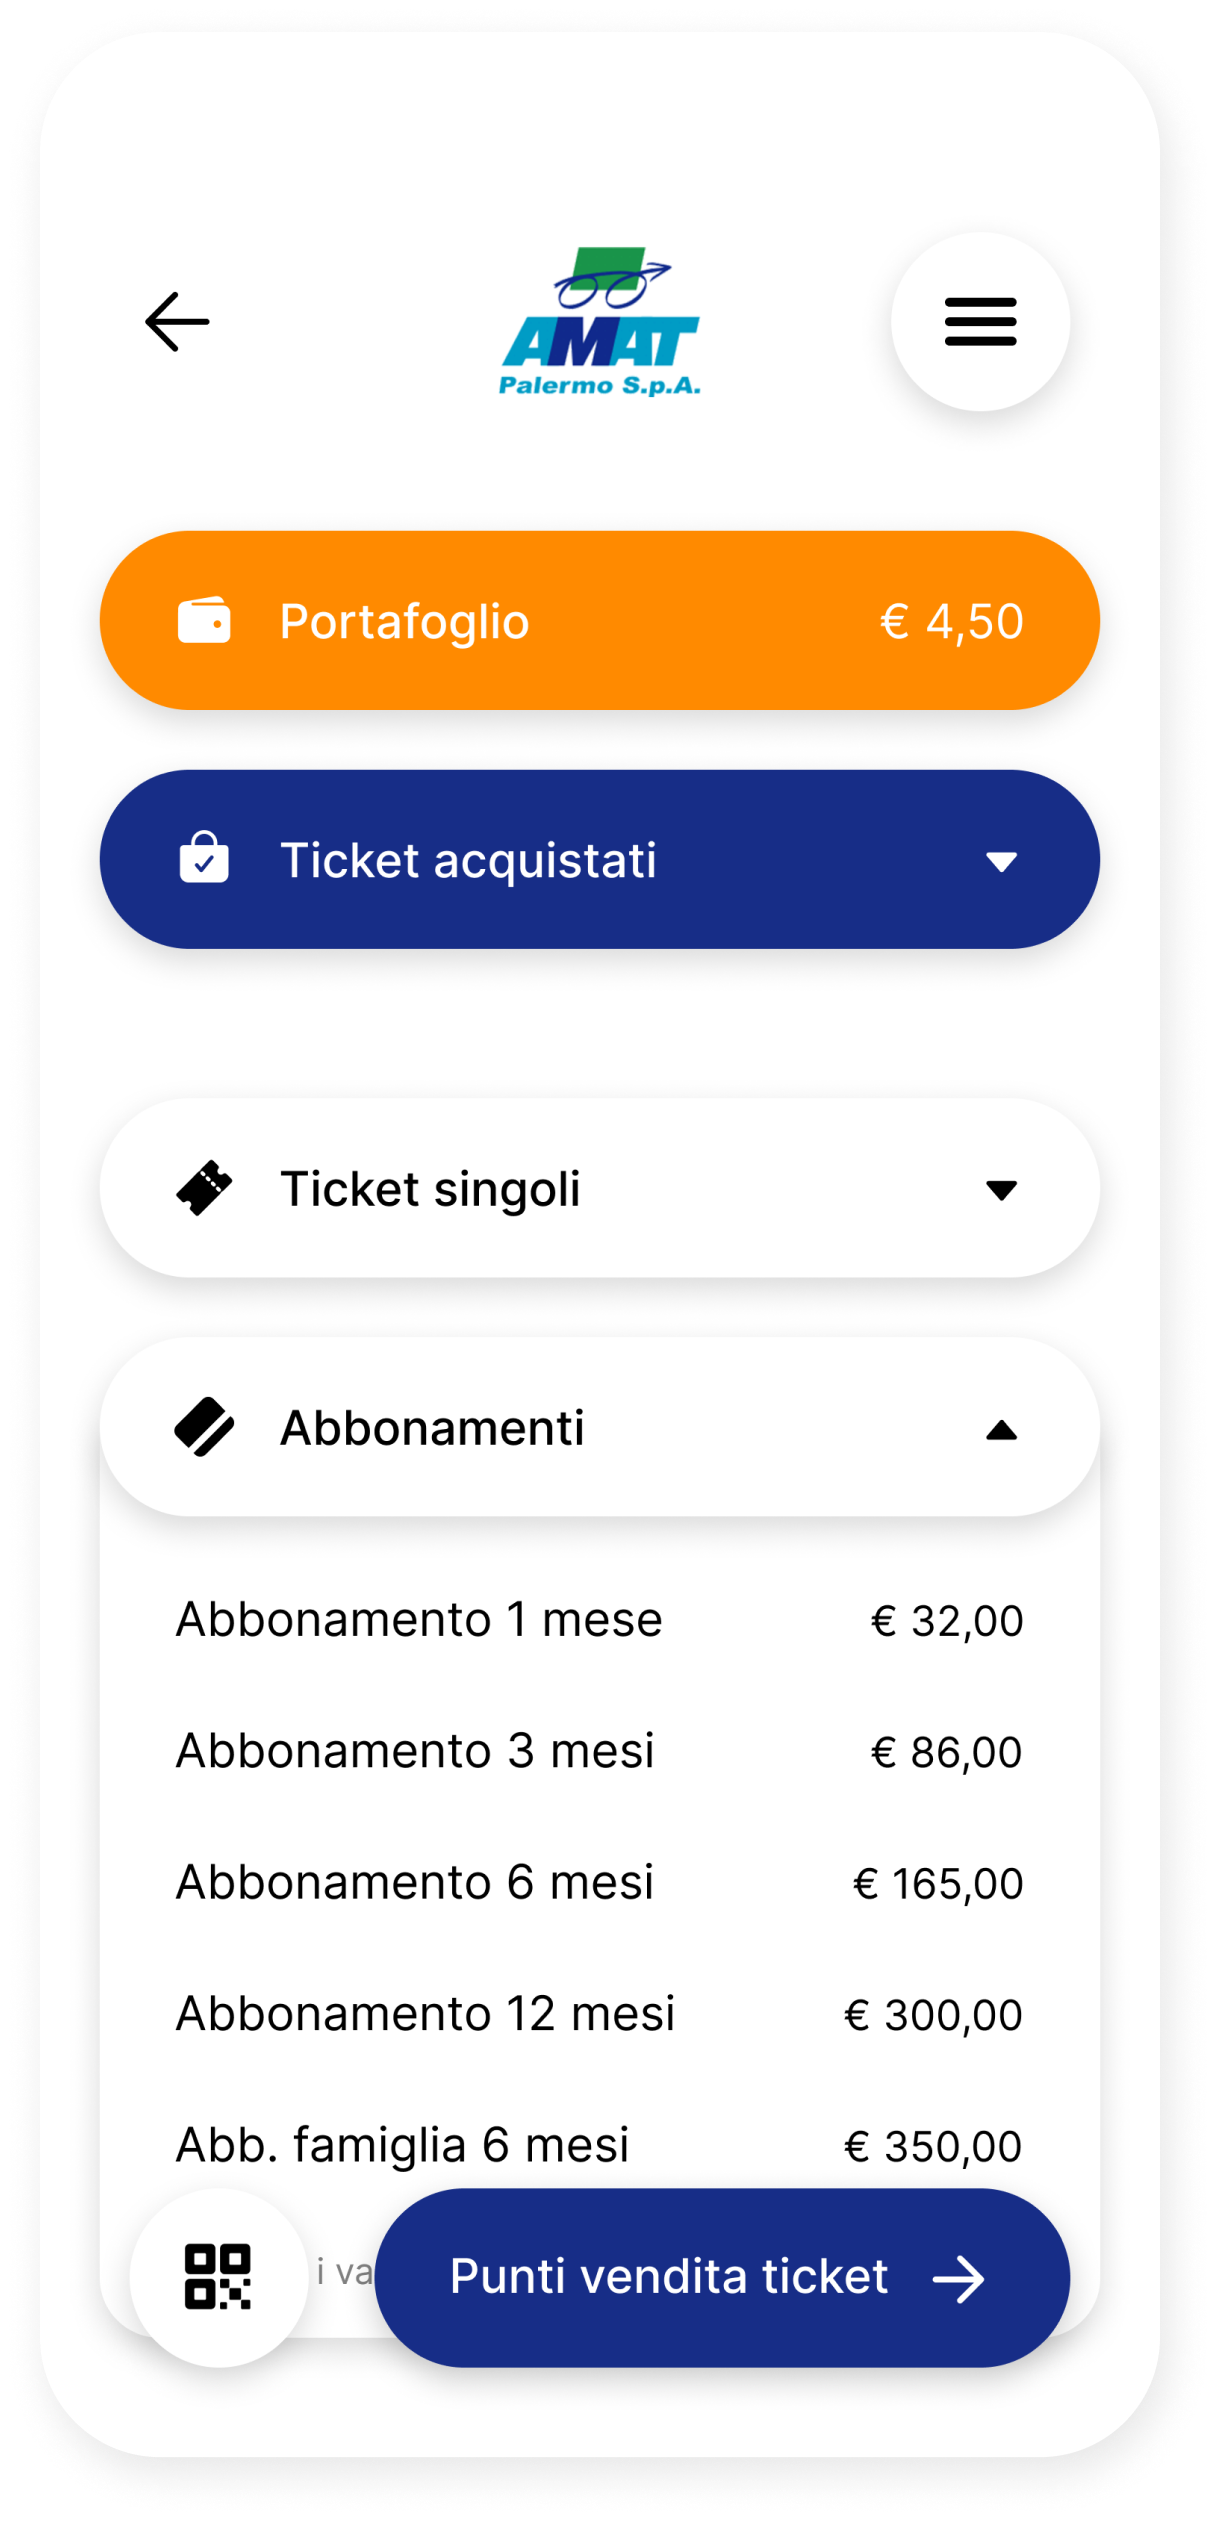 AMAT
Palermo S.p.A.
Portafoglio € 4,50
Ticket acquistati
Ticket singoli
Abbonamenti
Abbonamento 1 mese € 32,00
Abbonamento 3 mesi € 86,00
Abbonamento 6 mesi € 165,00
Abbonamento 12 mesi € 300,00
Abb. famiglia 6 mesi € 350,00
i va
Punti vendita ticket